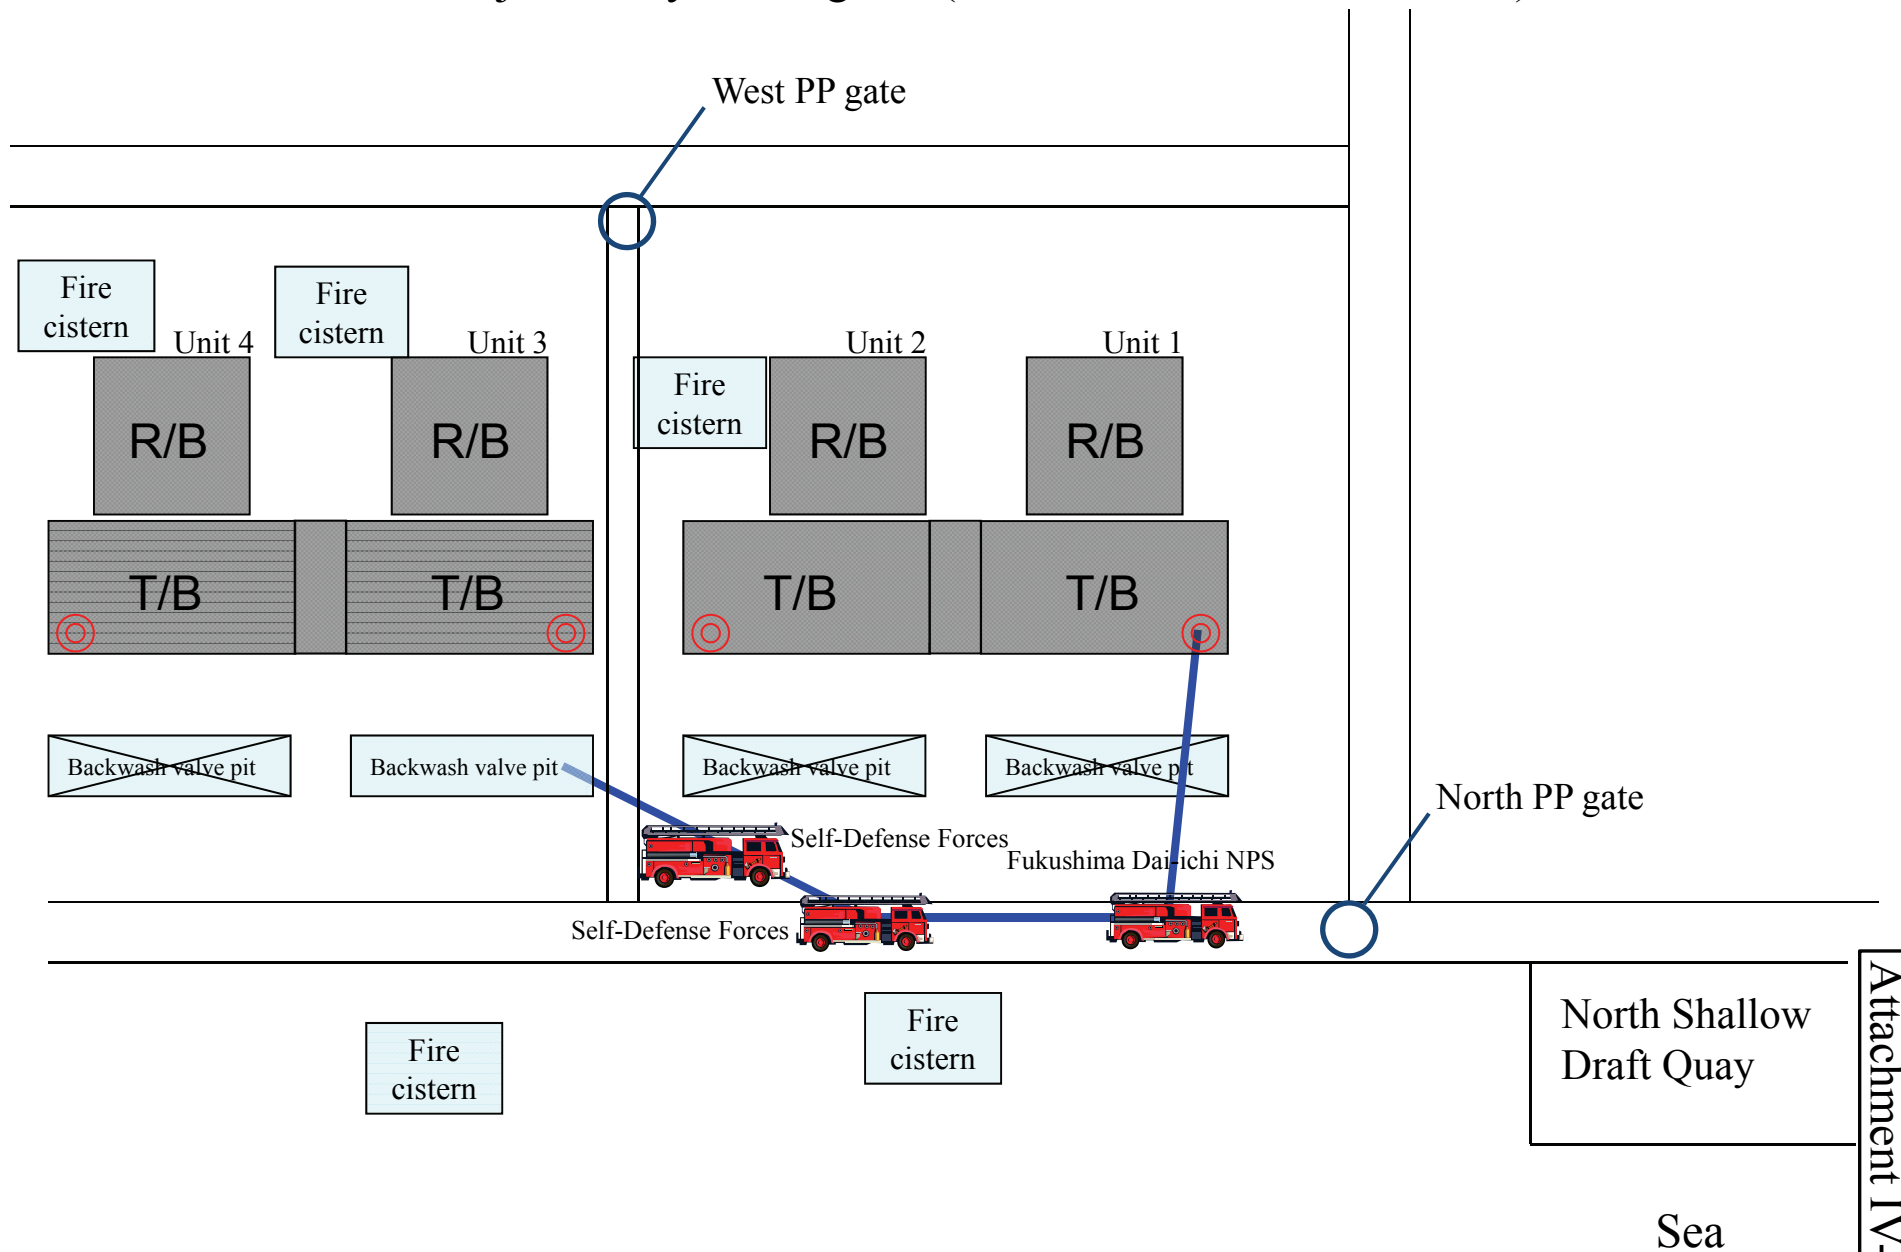 West PP gate
Fire
cistern
Fire
cistern
Unit 4
Unit 3
Unit 2
Unit 1
Fire
cistern
R/B
R/B
R/B
R/B
T/B
T/B
T/B
T/B
Backwash valve pit
Backwash valve pit
Backwash valve pit
Backwash valve pit
North PP gate
Self-Defense Forces
Fukushima Dai-ichi NPS
Self-Defense Forces
Fire
cistern
Fire
cistern
North Shallow
Draft Quay
Sea
Attachment IV-